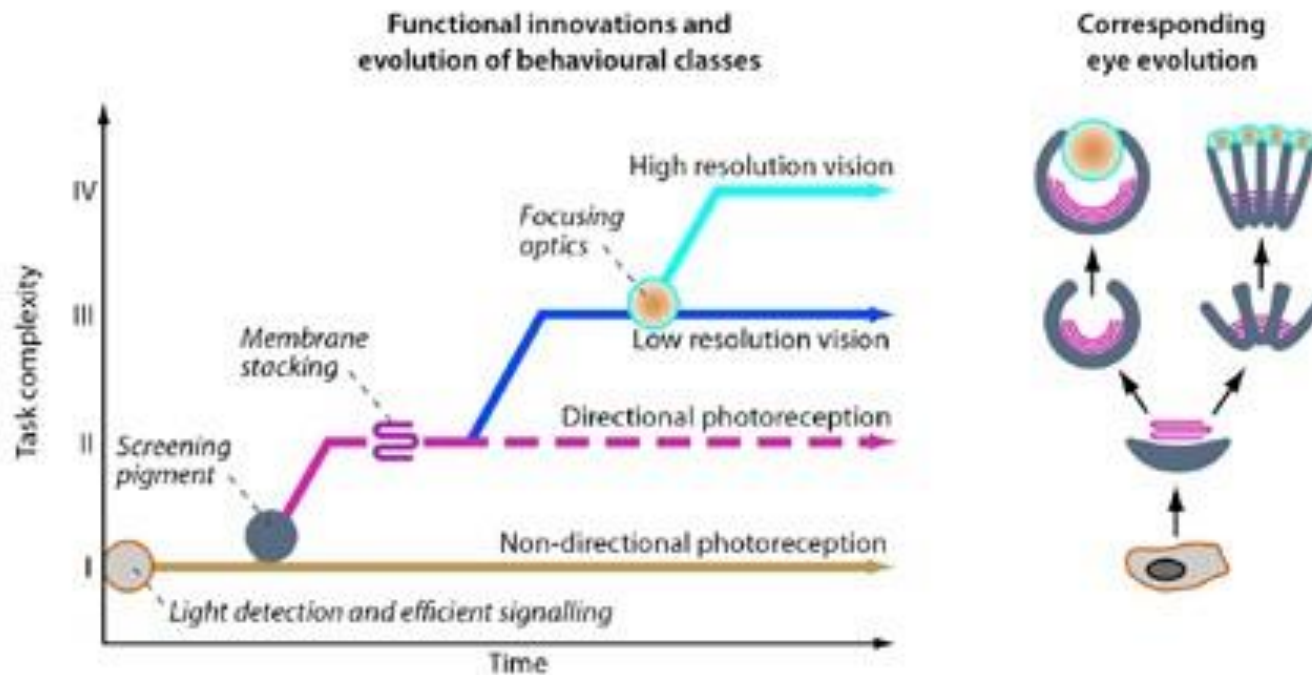 Functional innovations and
evolution of behavioural classes
Corresponding
eye evolution
Task complexity
IV
High resolution vision
Focusing
optics
III
Low resolution vision
Membrane
stacking
Directional photoreception
II
Screening
pigment
Non-directional photoreception
I
Light detection and efficient signalling
Time